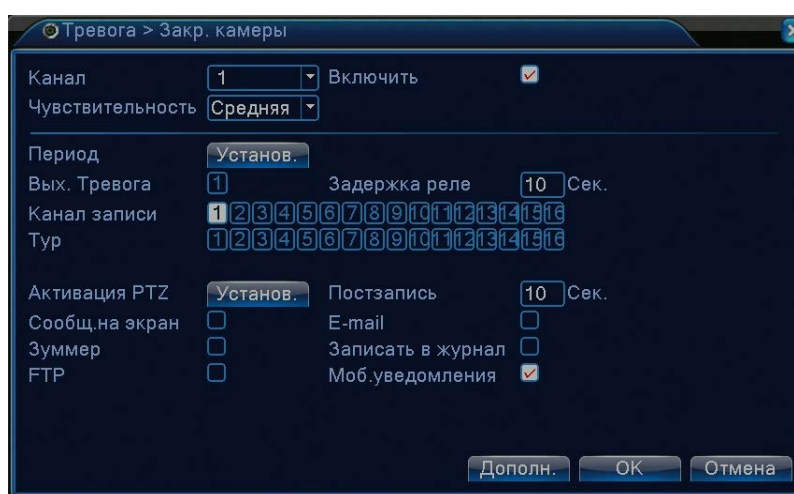 Тревога > Закр. камеры
Канал 1 Включить
Чувствительность Средняя
Период Установ.
Вых. Тревога 1 Задержка реле 10 Сек.
Канал записи 1 2 3 4 5 6 7 8 9 10 11 12 13 14 15 16
Тур 1 2 3 4 5 6 7 8 9 10 11 12 13 14 15 16
Активация PTZ Установ. Постзапись 10 Сек.
Сообщ.на экран E-mail
Зуммер Записать в журнал
FTP Моб.уведомления
Дополн. OK Отмена